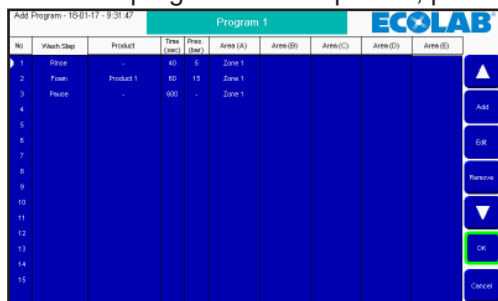 Add Program - 18-01-17 - 9:31:47
Program 1
ECOLAB®
No Wash Step Product Time (sec) Pres. (bar) Area (A) Area (B) Area (C) Area (D) Area (E)
1 Rinse - 40 5 Zone 1
2 Foam Product 1 60 15 Zone 1
3 Pause - 600 - Zone 1
4
5
6
7
8
9
10
11
12
13
14
15
Add
Edit
Remove
OK
Cancel